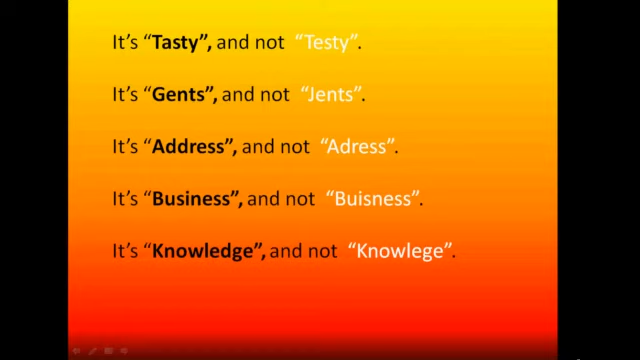 It's “Tasty”, and not “Testy”.
It's “Gents”, and not “Jents”.
It's “Address”, and not “Adress”.
It's “Business”, and not “Buisness”.
It's “Knowledge”, and not “Knowlege”.